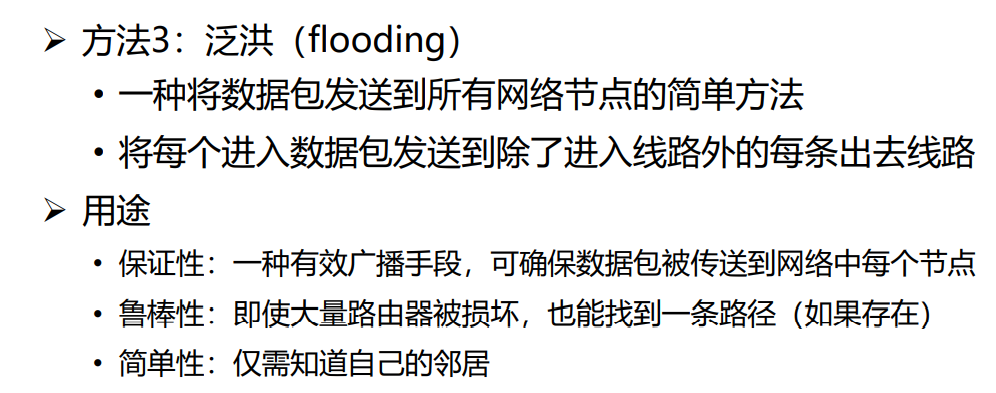 ➢ 方法3：泛洪（flooding）
• 一种将数据包发送到所有网络节点的简单方法
• 将每个进入数据包发送到除了进入线路外的每条出去线路
➢ 用途
• 保证性：一种有效广播手段，可确保数据包被传送到网络中每个节点
• 鲁棒性：即使大量路由器被损坏，也能找到一条路径（如果存在）
• 简单性：仅需知道自己的邻居